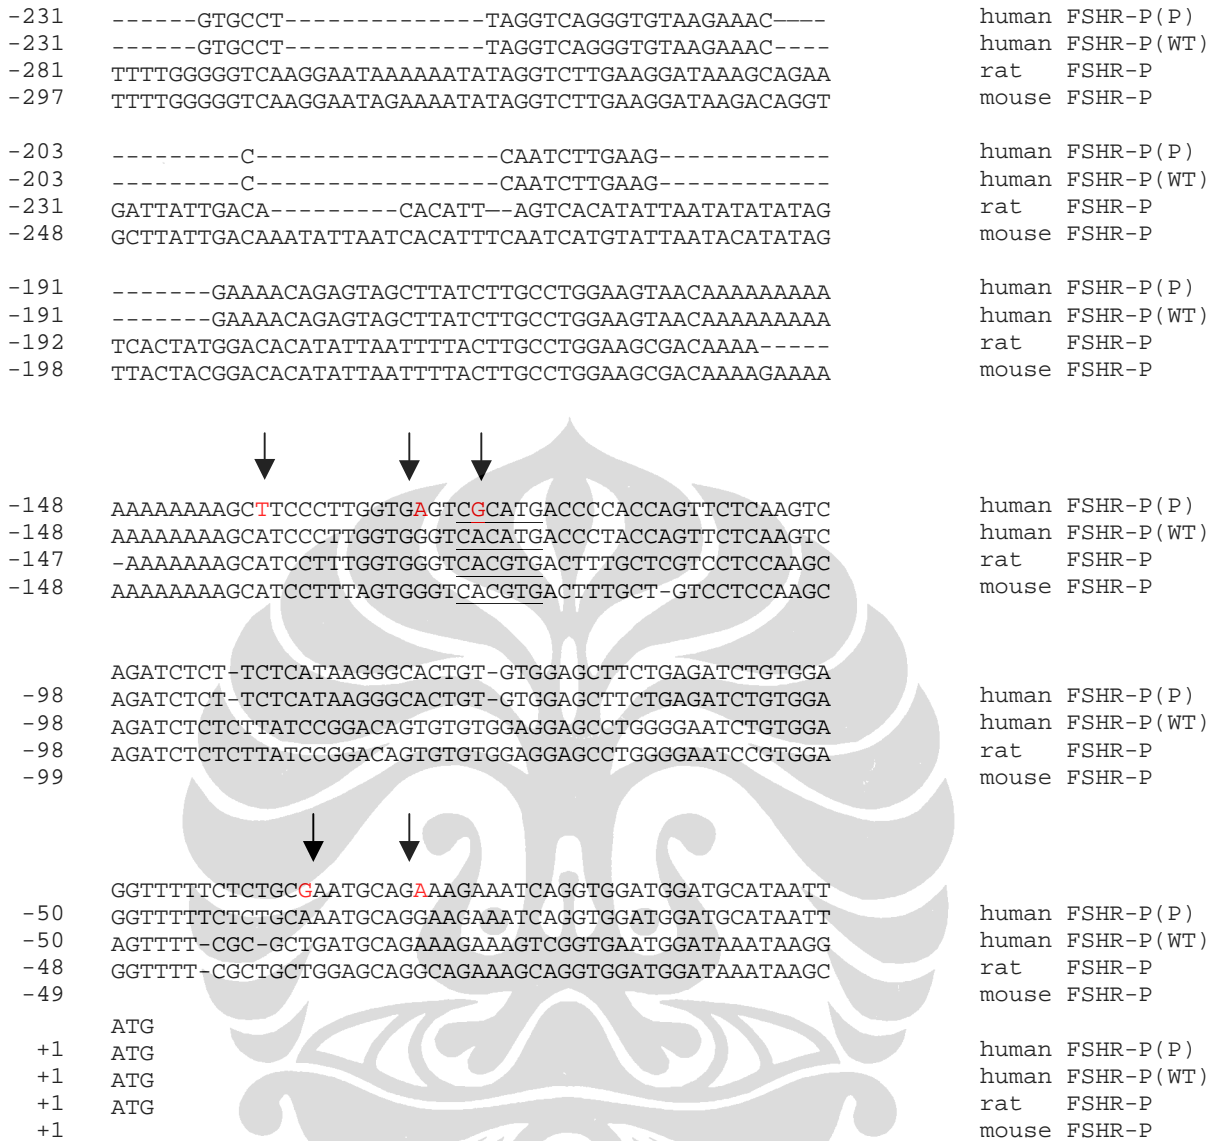 -231 ------GTGCCT--------------TAGGTCAGGGTGTAAGAAAC—–-- human FSHR-P(P)
-231 ------GTGCCT--------------TAGGTCAGGGTGTAAGAAAC---- human FSHR-P(WT)
-281 TTTTGGGGGTCAAGGAATAAAAAATATAGGTCTTGAAGGATAAAGCAGAA rat FSHR-P
-297 TTTTGGGGGTCAAGGAATAGAAAATATAGGTCTTGAAGGATAAGACAGGT mouse FSHR-P
-203 ---------C-----------------CAATCTTGAAG------------ human FSHR-P(P)
-203 ---------C-----------------CAATCTTGAAG------------ human FSHR-P(WT)
-231 GATTATTGACA---------CACATT—-AGTCACATATTAATATATATAG rat FSHR-P
-248 GCTTATTGACAAATATTAATCACATTTCAATCATGTATTAATACATATAG mouse FSHR-P
-191 -------GAAAACAGAGTAGCTTATCTTGCCTGGAAGTAACAAAAAAAAA human FSHR-P(P)
-191 -------GAAAACAGAGTAGCTTATCTTGCCTGGAAGTAACAAAAAAAAA human FSHR-P(WT)
-192 TCACTATGGACACATATTAATTTTACTTGCCTGGAAGCGACAAAA----- rat FSHR-P
-198 TTACTACGGACACATATTAATTTTACTTGCCTGGAAGCGACAAAAGAAAA mouse FSHR-P
-148 AAAAAAAAGCTTCCCTTGGTGAGTCGCATGACCCCACCAGTTCTCAAGTC human FSHR-P(P)
-148 AAAAAAAAGCATCCCTTGGTGGGTCACATGACCCTACCAGTTCTCAAGTC human FSHR-P(WT)
-147 -AAAAAAAGCATCCTTTGGTGGGTCACGTGACTTTGCTCGTCCTCCAAGC rat FSHR-P
-148 AAAAAAAAGCATCCTTTAGTGGGTCACGTGACTTTGCT-GTCCTCCAAGC mouse FSHR-P
AGATCTCT-TCTCATAAGGGCACTGT-GTGGAGCTTCTGAGATCTGTGGA
-98 AGATCTCT-TCTCATAAGGGCACTGT-GTGGAGCTTCTGAGATCTGTGGA human FSHR-P(P)
-98 AGATCTCTCTTATCCGGACAGTGTGTGGAGGAGCCTGGGGAATCTGTGGA human FSHR-P(WT)
-98 AGATCTCTCTTATCCGGACAGTGTGTGGAGGAGCCTGGGGAATCCGTGGA rat FSHR-P
-99 mouse FSHR-P
GGTTTTTCTCTGCGAATGCAGAAAGAAATCAGGTGGATGGATGCATAATT
-50 GGTTTTTCTCTGCAAATGCAGGAAGAAATCAGGTGGATGGATGCATAATT human FSHR-P(P)
-50 AGTTTT-CGC-GCTGATGCAGAAAGAAAGTCGGTGAATGGATAAATAAGG human FSHR-P(WT)
-48 GGTTTT-CGCTGCTGGAGCAGGCAGAAAGCAGGTGGATGGATAAATAAGC rat FSHR-P
-49 mouse FSHR-P
ATG
+1 ATG human FSHR-P(P)
+1 ATG human FSHR-P(WT)
+1 ATG rat FSHR-P
+1 mouse FSHR-P